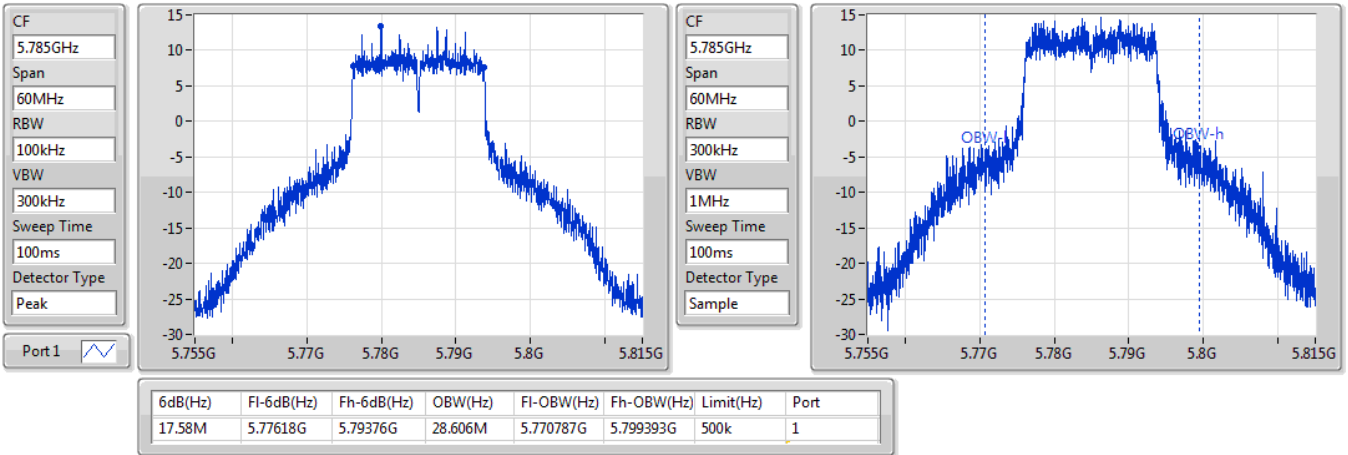 CF
5.785GHz
Span
60MHz
RBW
100kHz
VBW
300kHz
Sweep Time
100ms
Detector Type
Peak
Port 1
15
10
5
0
-5
-10
-15
-20
-25
-30
5.755G 5.77G 5.78G 5.79G 5.8G 5.815G
CF
5.785GHz
Span
60MHz
RBW
300kHz
VBW
1MHz
Sweep Time
100ms
Detector Type
Sample
15
10
5
0
-5
-10
-15
-20
-25
-30
OBW-l OBW-h
5.755G 5.77G 5.78G 5.79G 5.8G 5.815G
6dB(Hz) Fl-6dB(Hz) Fh-6dB(Hz) OBW(Hz) Fl-OBW(Hz) Fh-OBW(Hz) Limit(Hz) Port
17.58M 5.77618G 5.79376G 28.606M 5.770787G 5.799393G 500k 1